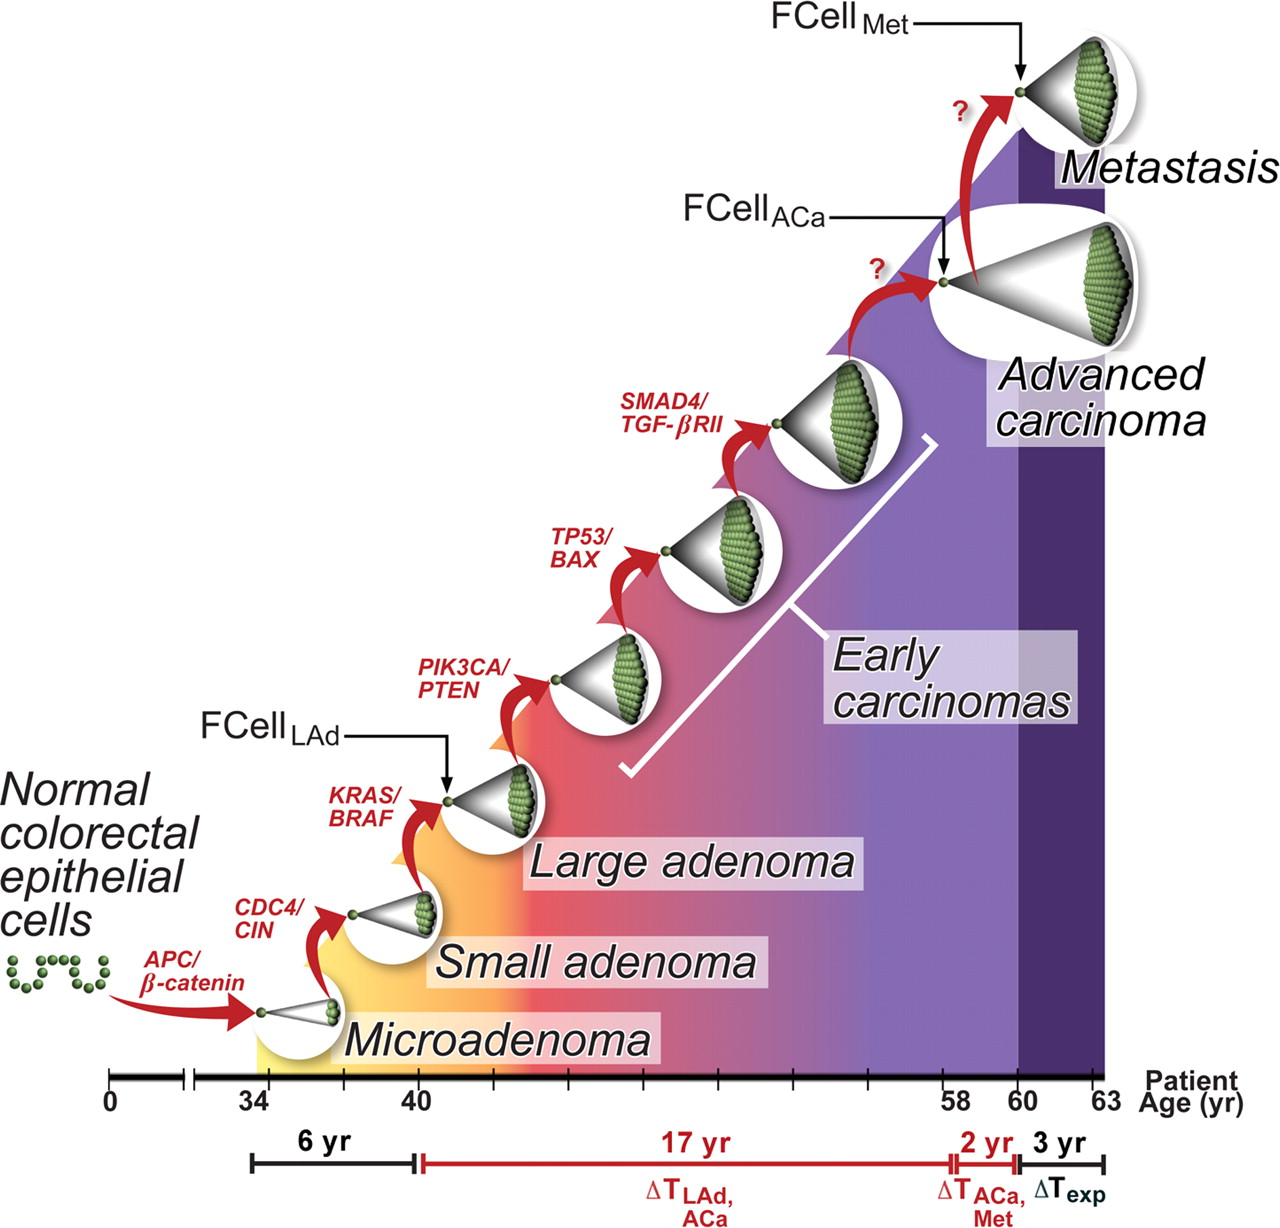 FCell Met
?
Metastasis
FCell ACa
?
Advanced
carcinoma
SMAD4/
TGF-βRII
TP53/
BAX
Early
carcinomas
PIK3CA/
PTEN
FCell LAd
KRAS/
BRAF
Normal
colorectal
epithelial
cells
Large adenoma
CDC4/
CIN
Small adenoma
APC/
β-catenin
Microadenoma
0 34 40 58 60 63
Patient
Age (yr)
6 yr 17 yr 2 yr 3 yr
ΔT LAd, ACa
ΔT ACa, Met
ΔT exp